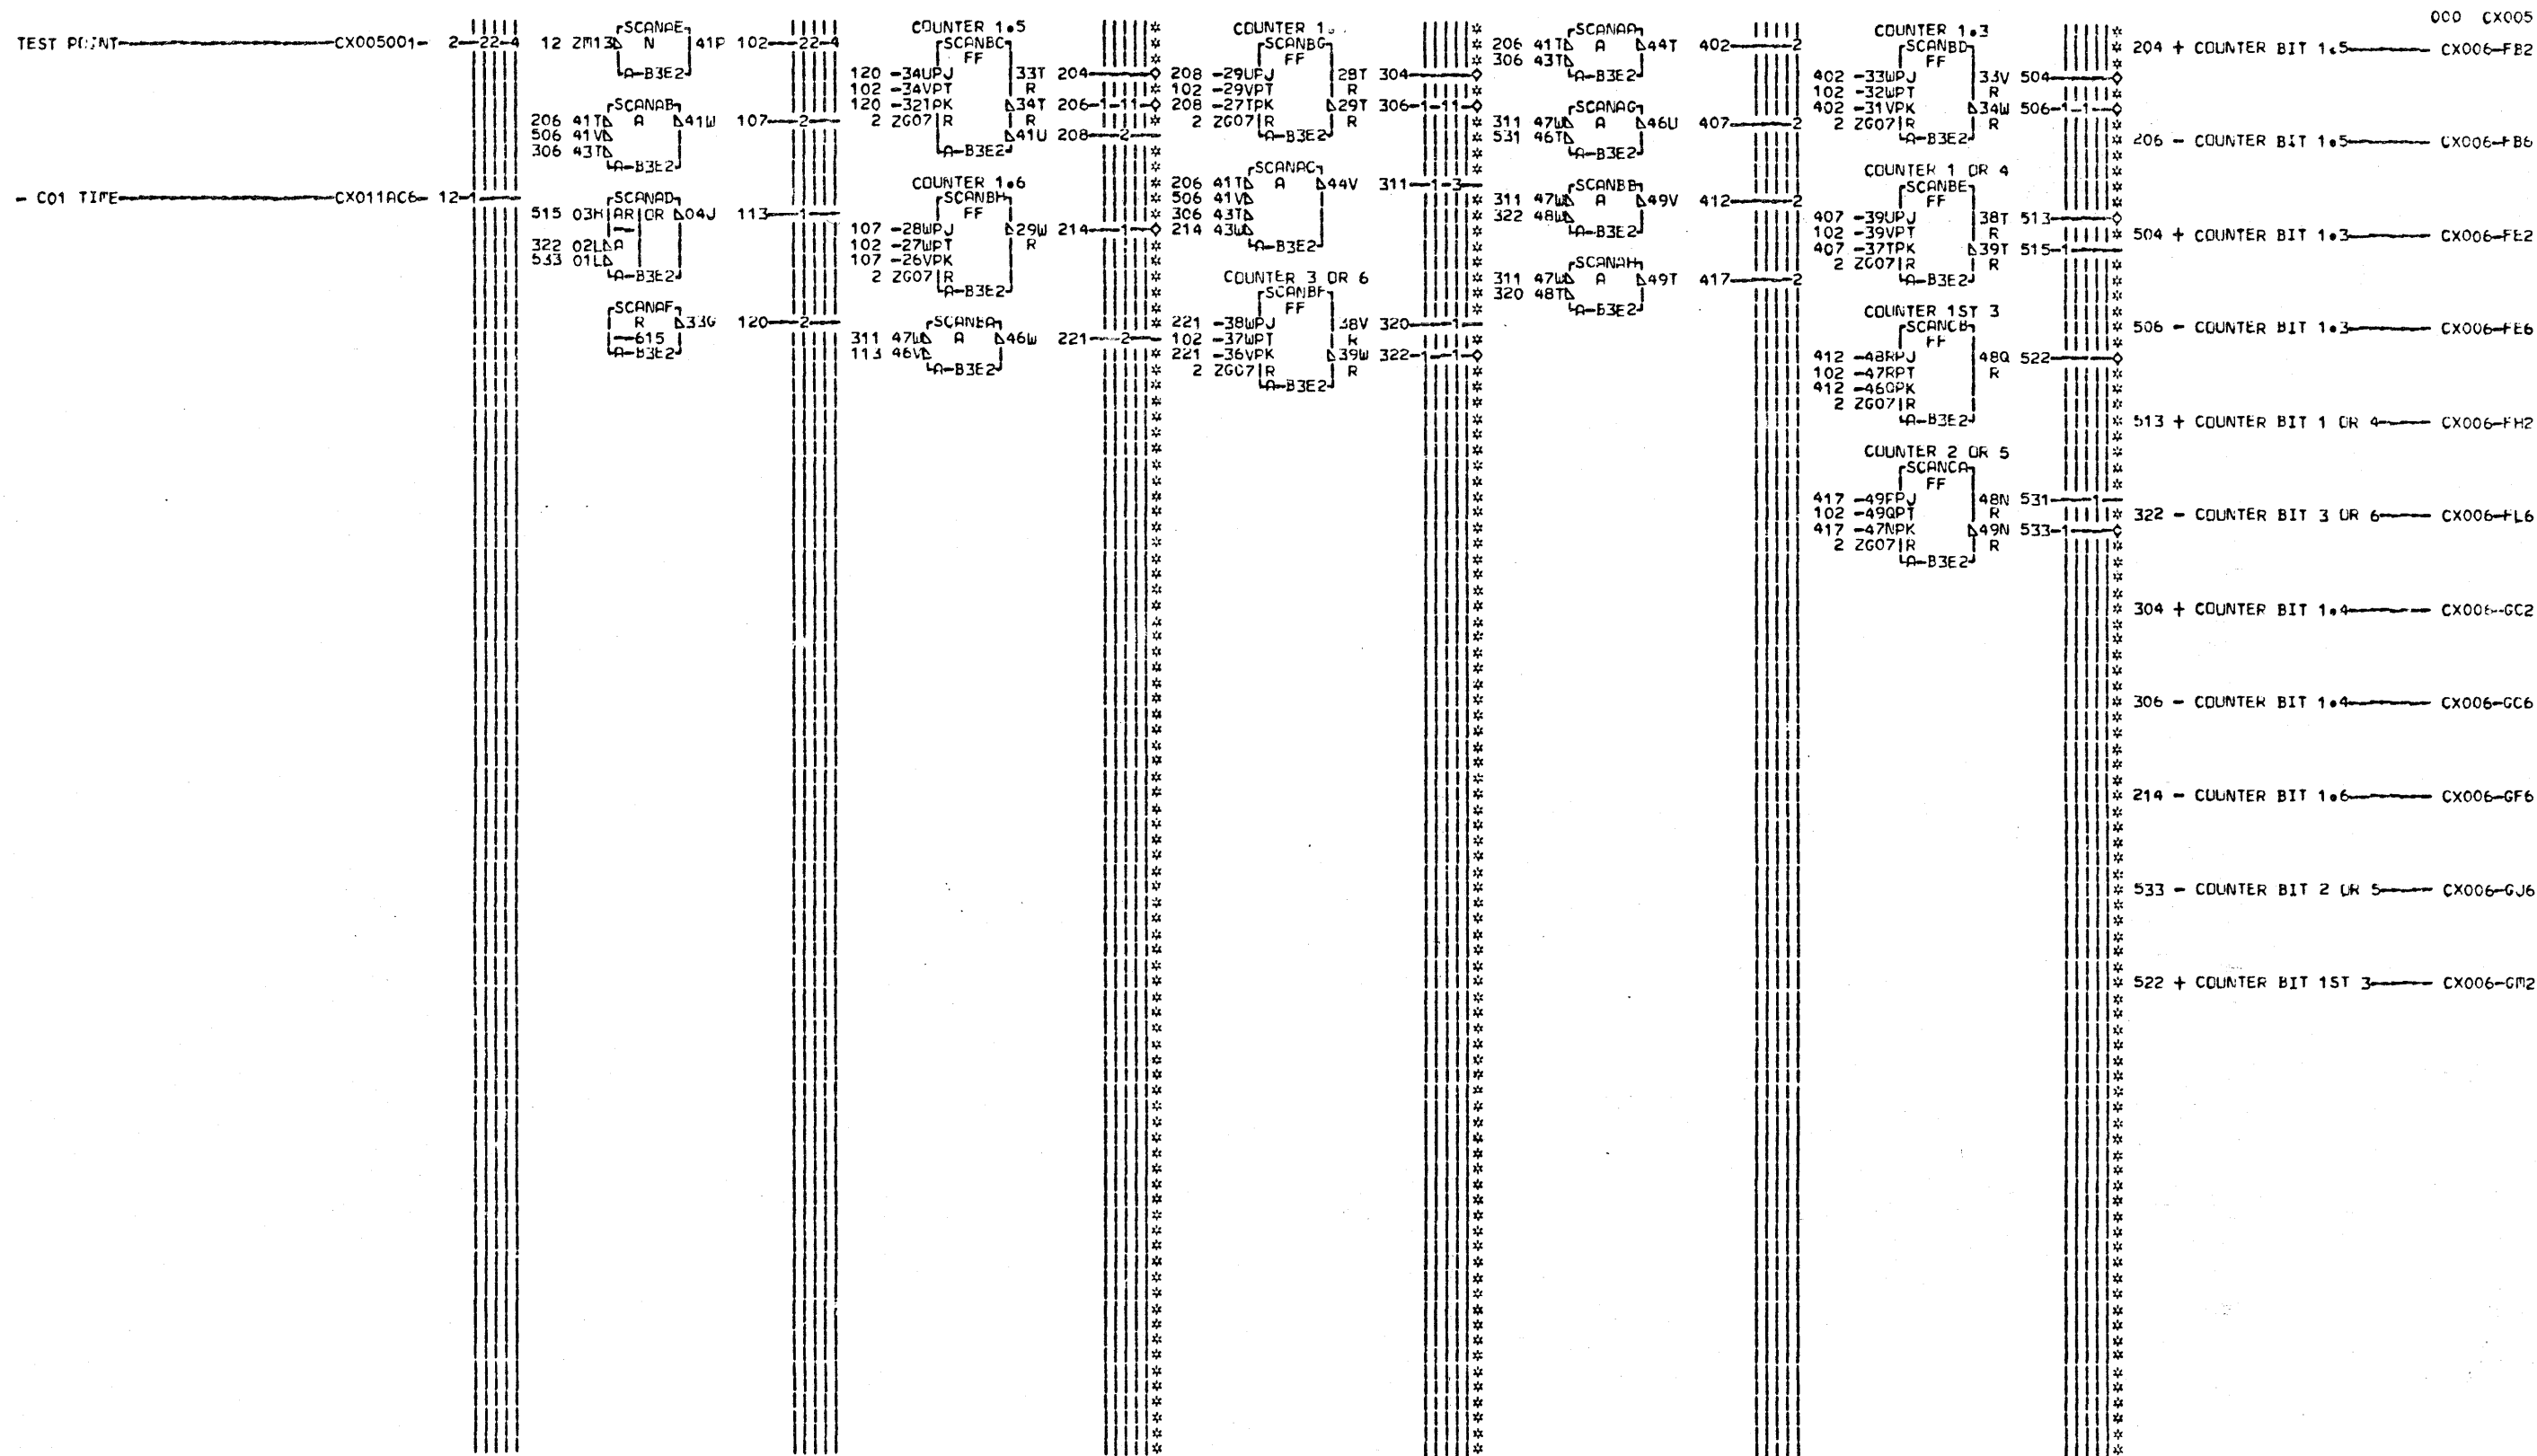 000 CX005
TEST
CX005001- 2-22-4
- C01 TIME
CX011AC6- 12-1
SCANAE
12 ZM13 N 41P 102-22-4
A-B3E2
SCANAB
206 41T A 41W 107-2
506 41V
306 43T
A-B3E2
SCANAD
515 03H AR OR 04J 113-1
322 02L A
533 01L
A-B3E2
SCANAF
R 33G 120-2
615
A-B3E2
COUNTER 1.5
SCANBC
FF
120 -34UPJ 33T 204
102 -34VPT R
120 -32TPK 34T 206-1-11
2 ZG07 R R
41U 208-2
A-B3E2
COUNTER 1.6
SCANBH
FF
107 -28WPJ 29W 214-1
102 -27WPT R
107 -26VPK
2 ZG07 R
A-B3E2
SCANBA
311 47W A 46W 221-2
113 46V
A-B3E2
COUNTER
SCANBG
FF
208 -29UPJ 28T 304
102 -29VPT R
208 -27TPK 29T 306-1-11
2 ZG07 R R
A-B3E2
SCANAC
206 41T A 44V 311-1-3
506 41V
306 43T
214 43W
A-B3E2
COUNTER 3 OR 6
SCANBF
FF
221 -38WPJ 38V 320-1
102 -37WPT R
221 -36VPK 39W 322-1-1
2 ZG07 R R
A-B3E2
SCANAA
206 41T A 44T 402-2
306 43T
A-B3E2
SCANAG
311 47W A 46U 407-2
531 46T
A-B3E2
SCANBB
311 47W A 49V 412-2
322 48W
A-B3E2
SCANAH
311 47W A 49T 417-2
320 48T
A-B3E2
COUNTER 1.3
SCANBD
FF
402 -33WPJ 33V 504
102 -32WPT R
402 -31VPK 34W 506-1-1
2 ZG07 R R
A-B3E2
COUNTER 1 OR 4
SCANBE
FF
407 -39UPJ 38T 513
102 -39VPT R
407 -37TPK 39T 515-1
2 ZG07 R R
A-B3E2
COUNTER 1ST 3
SCANCB
FF
412 -48RPJ 48Q 522
102 -47RPT R
412 -46QPK
2 ZG07 R
A-B3E2
COUNTER 2 OR 5
SCANCA
FF
417 -49PPJ 48N 531-1
102 -49QPT R
417 -47NPK 49N 533-1
2 ZG07 R R
A-B3E2
204 + COUNTER BIT 1.5 CX006-FB2
206 - COUNTER BIT 1.5 CX006-FB6
504 + COUNTER BIT 1.3 CX006-FE2
506 - COUNTER BIT 1.3 CX006-FE6
513 + COUNTER BIT 1 OR 4 CX006-FH2
322 - COUNTER BIT 3 OR 6 CX006-FL6
304 + COUNTER BIT 1.4 CX006-GC2
306 - COUNTER BIT 1.4 CX006-GC6
214 - COUNTER BIT 1.6 CX006-GF6
533 - COUNTER BIT 2 OR 5 CX006-GJ6
522 + COUNTER BIT 1ST 3 CX006-GM2